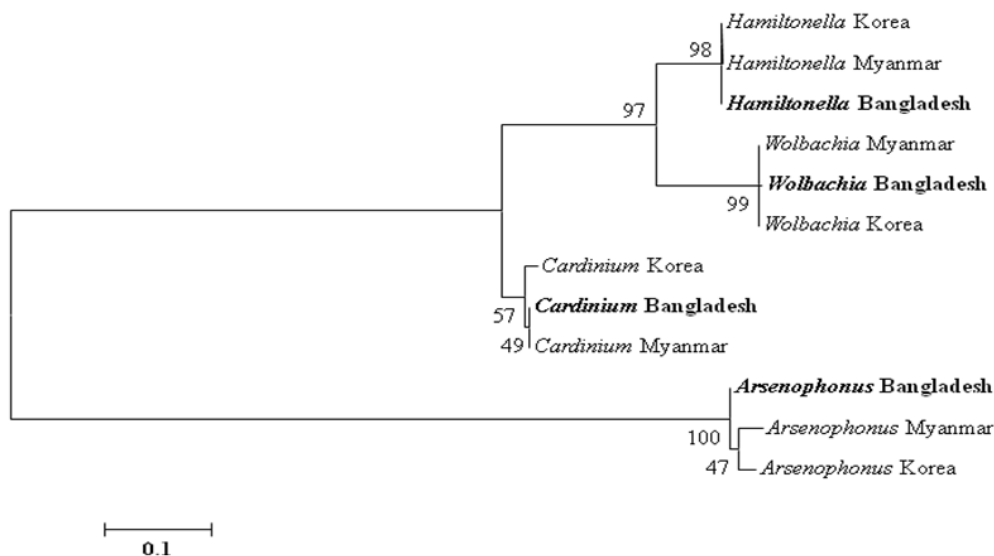 Hamiltonella Korea
98
Hamiltonella Myanmar
Hamiltonella Bangladesh
97
Wolbachia Myanmar
Wolbachia Bangladesh
99
Wolbachia Korea
Cardinium Korea
Cardinium Bangladesh
57
49
Cardinium Myanmar
Arsenophonus Bangladesh
Arsenophonus Myanmar
100
47
Arsenophonus Korea
0.1